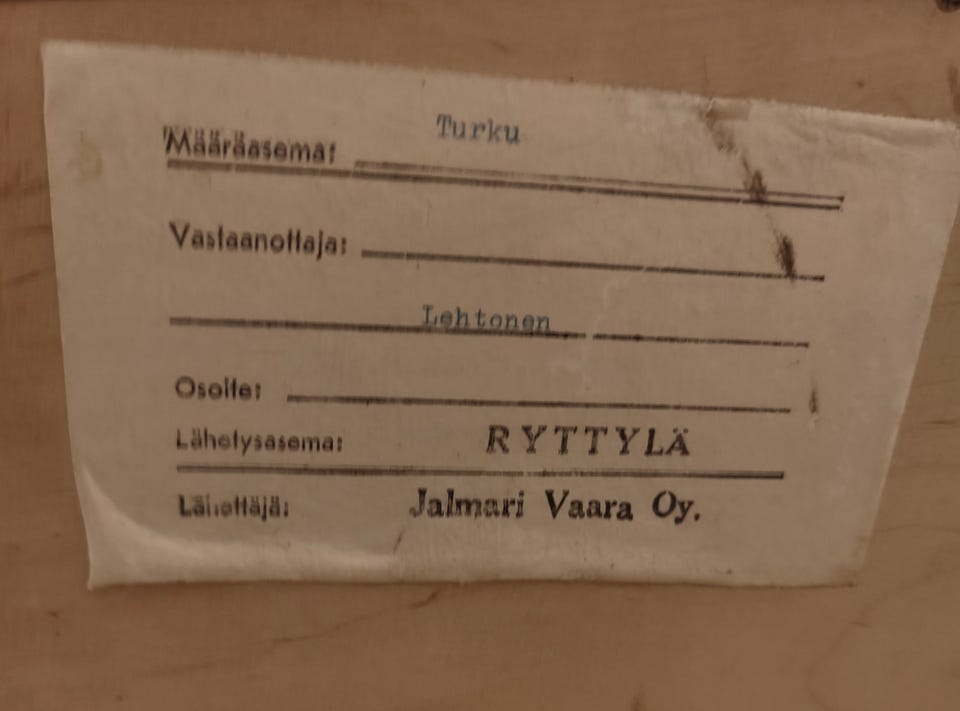 Määräasema: Turku
Vastaanottaja:
Lehtonen
Osoite:
Lähetysasema: RYTTYLÄ
Lähettäjä: Jalmari Vaara Oy.